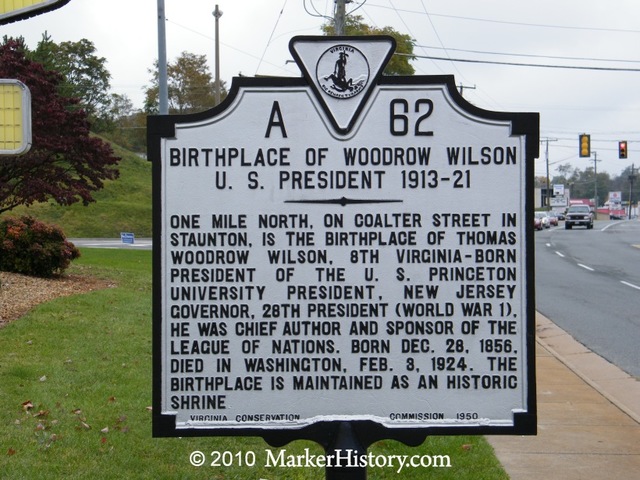 VIRGINIA
A 62
BIRTHPLACE OF WOODROW WILSON
U. S. PRESIDENT 1913-21
ONE MILE NORTH, ON COALTER STREET IN
STAUNTON, IS THE BIRTHPLACE OF THOMAS
WOODROW WILSON, 8TH VIRGINIA-BORN
PRESIDENT OF THE U. S. PRINCETON
UNIVERSITY PRESIDENT, NEW JERSEY
GOVERNOR, 28TH PRESIDENT (WORLD WAR 1).
HE WAS CHIEF AUTHOR AND SPONSOR OF THE
LEAGUE OF NATIONS. BORN DEC. 28, 1856.
DIED IN WASHINGTON, FEB. 3, 1924. THE
BIRTHPLACE IS MAINTAINED AS AN HISTORIC
SHRINE
VIRGINIA CONSERVATION COMMISSION 1950
© 2010 MarkerHistory.com